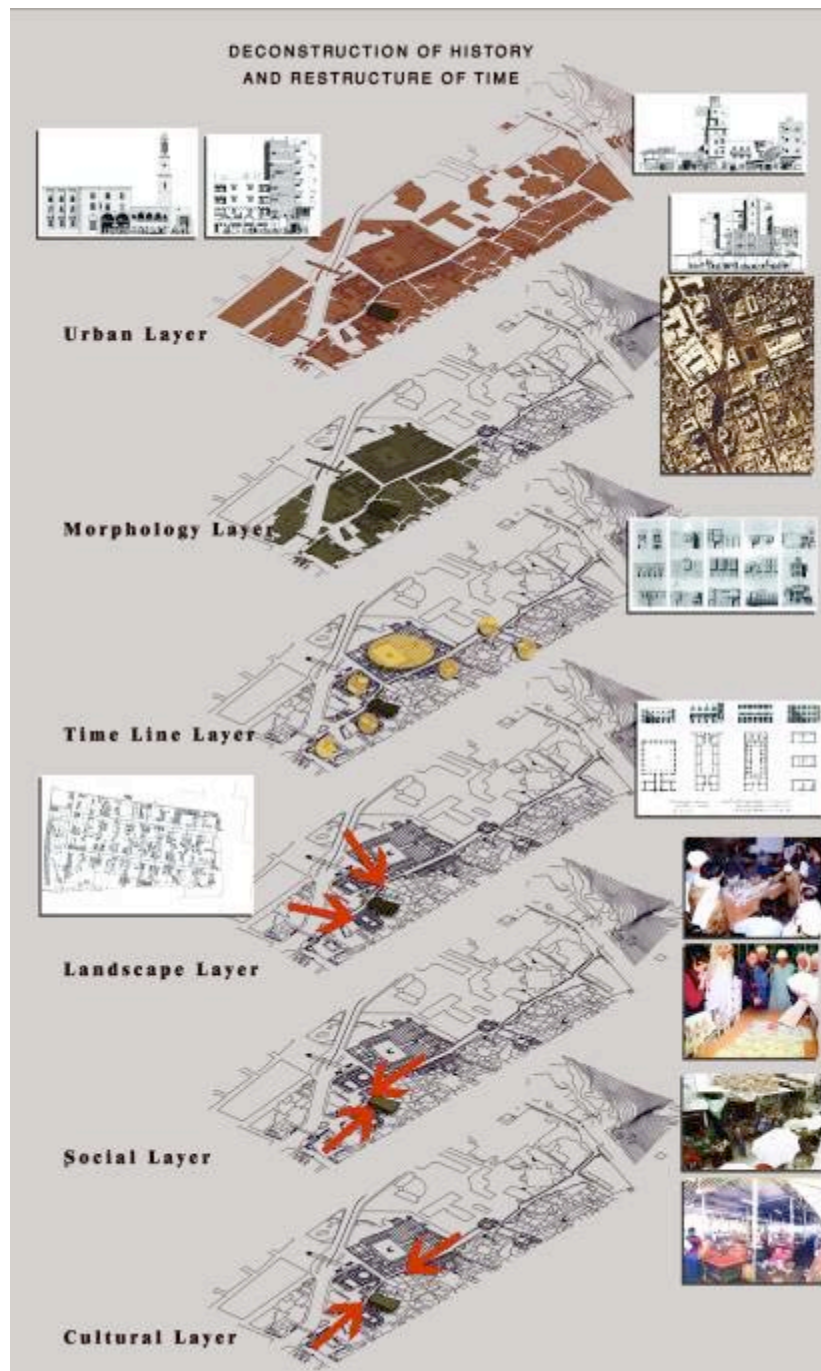 DECONSTRUCTION OF HISTORY
AND RESTRUCTURE OF TIME
Urban Layer
Morphology Layer
Time Line Layer
Landscape Layer
Social Layer
Cultural Layer